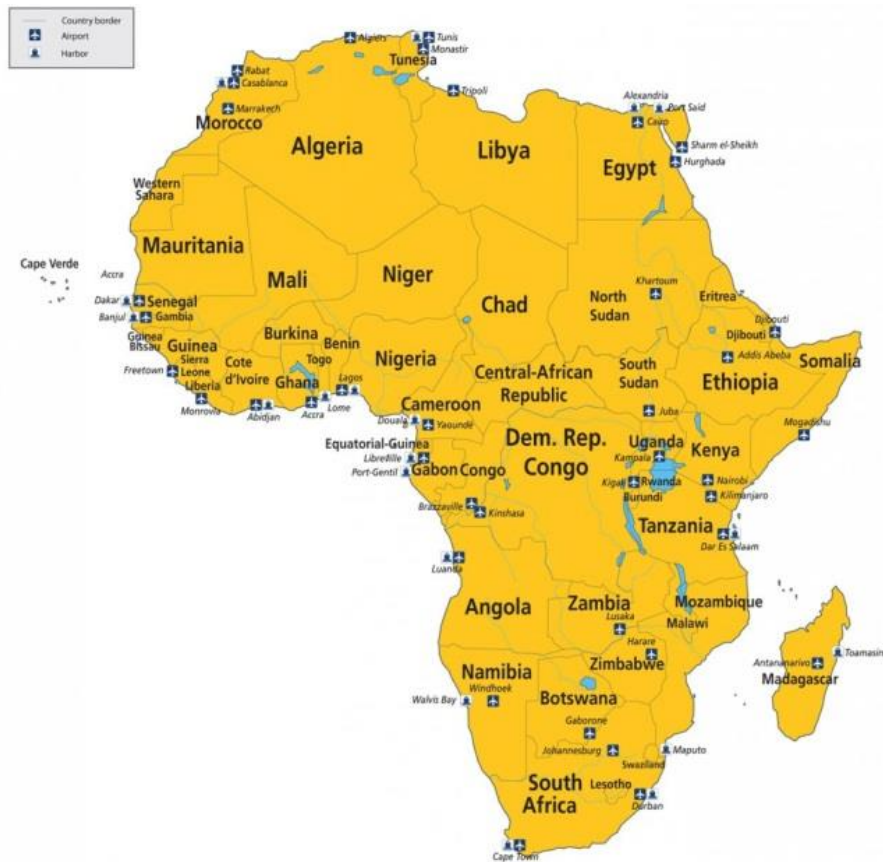 Country border
Airport
Harbor
Algiers
Tunis
Monastir
Tunisia
Rabat
Casablanca
Tripoli
Marrakech
Morocco
Alexandria
Port Said
Cairo
Algeria
Libya
Egypt
Sharm el-Sheikh
Hurghada
Western
Sahara
Mauritania
Cape Verde
Accra
Mali
Niger
Chad
North
Sudan
Khartoum
Eritrea
Dakar
Senegal
Banjul
Gambia
Guinea
Bissau
Guinea
Burkina
Benin
Togo
Nigeria
Djibouti
Djibouti
Addis Abeba
Somalia
Freetown
Sierra
Leone
Liberia
Cote
d'Ivoire
Ghana
Lagos
Central-African
Republic
South
Sudan
Ethiopia
Monrovia
Abidjan
Accra
Lome
Cameroon
Douala
Yaounde
Juba
Mogadishu
Equatorial-Guinea
Libreville
Gabon
Congo
Port-Gentil
Dem. Rep.
Congo
Uganda
Kampala
Kenya
Kigali
Rwanda
Burundi
Nairobi
Kilimanjaro
Brazzaville
Kinshasa
Tanzania
Dar Es Salaam
Luanda
Angola
Zambia
Lusaka
Mozambique
Malawi
Harare
Zimbabwe
Toamasin
Antananarivo
Madagascar
Namibia
Windhoek
Walvis Bay
Botswana
Gaborone
Johannesburg
Maputo
Swaziland
South
Africa
Lesotho
Durban
Cape Town